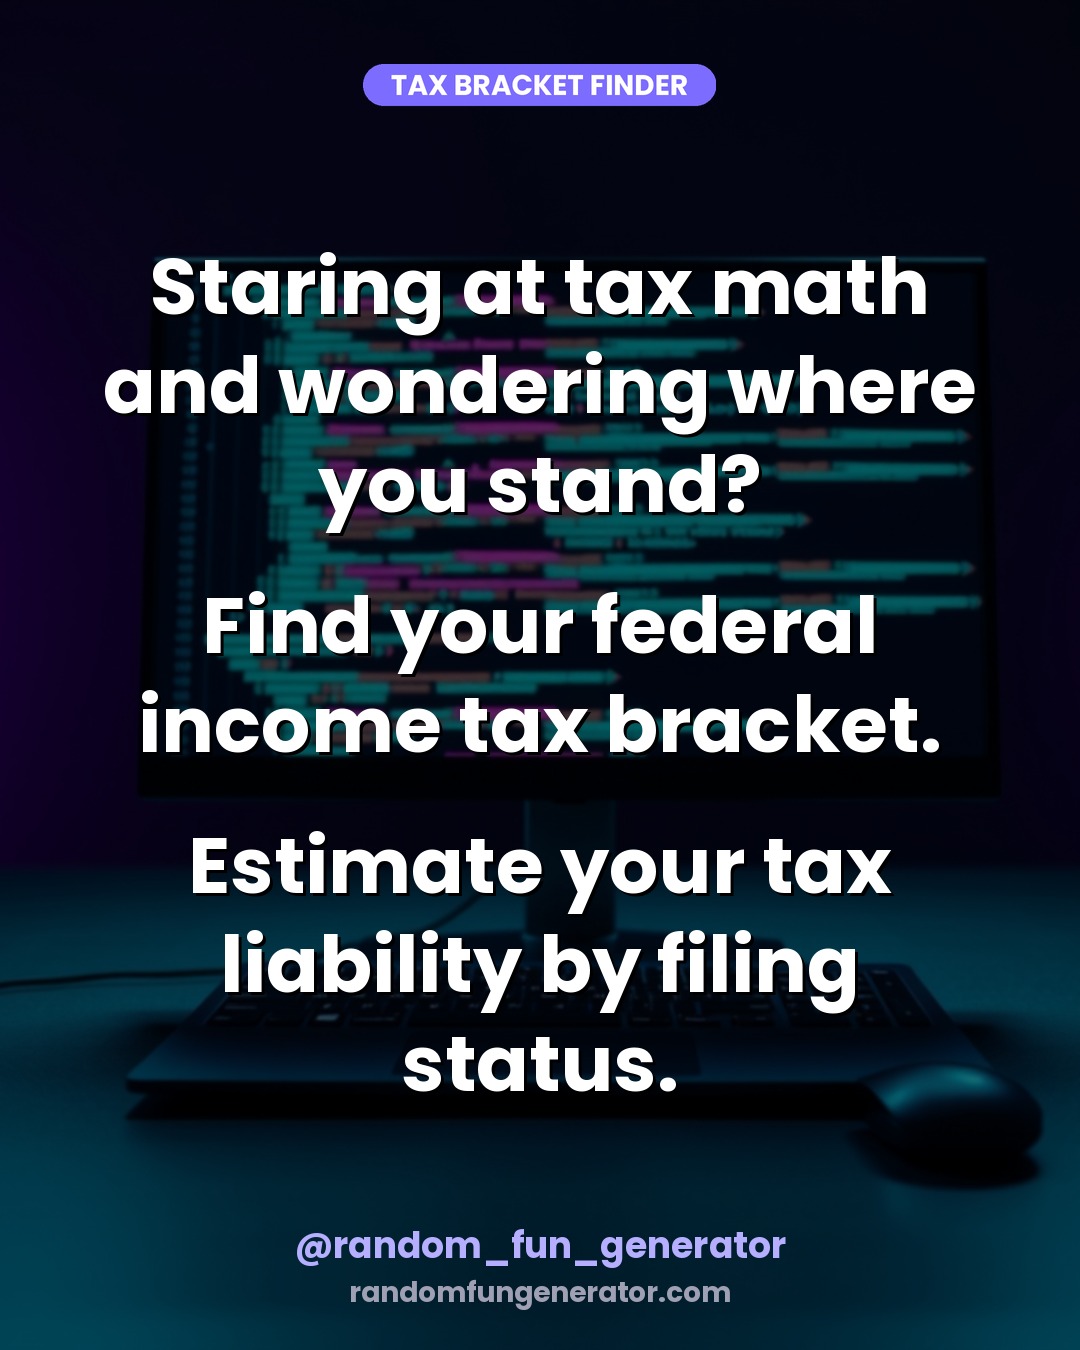 TAX BRACKET FINDER
Staring at tax math
and wondering where
you stand?
Find your federal
income tax bracket.
Estimate your tax
liability by filing
status.
@random_fun_generator
randomfungenerator.com